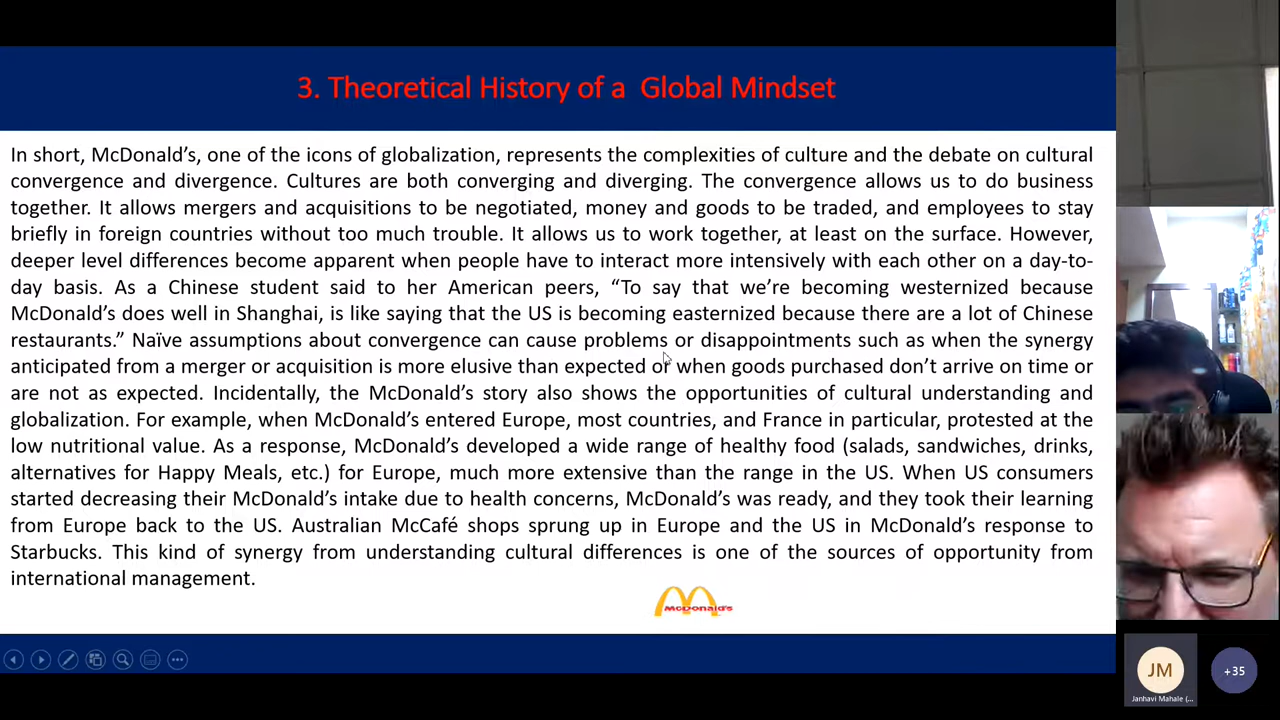 3. Theoretical History of a Global Mindset
In short, McDonald’s, one of the icons of globalization, represents the complexities of culture and the debate on cultural
convergence and divergence. Cultures are both converging and diverging. The convergence allows us to do business
together. It allows mergers and acquisitions to be negotiated, money and goods to be traded, and employees to stay
briefly in foreign countries without too much trouble. It allows us to work together, at least on the surface. However,
deeper level differences become apparent when people have to interact more intensively with each other on a day-to-
day basis. As a Chinese student said to her American peers, “To say that we’re becoming westernized because
McDonald’s does well in Shanghai, is like saying that the US is becoming easternized because there are a lot of Chinese
restaurants.” Naïve assumptions about convergence can cause problems or disappointments such as when the synergy
anticipated from a merger or acquisition is more elusive than expected or when goods purchased don’t arrive on time or
are not as expected. Incidentally, the McDonald’s story also shows the opportunities of cultural understanding and
globalization. For example, when McDonald’s entered Europe, most countries, and France in particular, protested at the
low nutritional value. As a response, McDonald’s developed a wide range of healthy food (salads, sandwiches, drinks,
alternatives for Happy Meals, etc.) for Europe, much more extensive than the range in the US. When US consumers
started decreasing their McDonald’s intake due to health concerns, McDonald’s was ready, and they took their learning
from Europe back to the US. Australian McCafé shops sprung up in Europe and the US in McDonald’s response to
Starbucks. This kind of synergy from understanding cultural differences is one of the sources of opportunity from
international management.
McDonald's
JM
+35
Janhavi Mahale (...